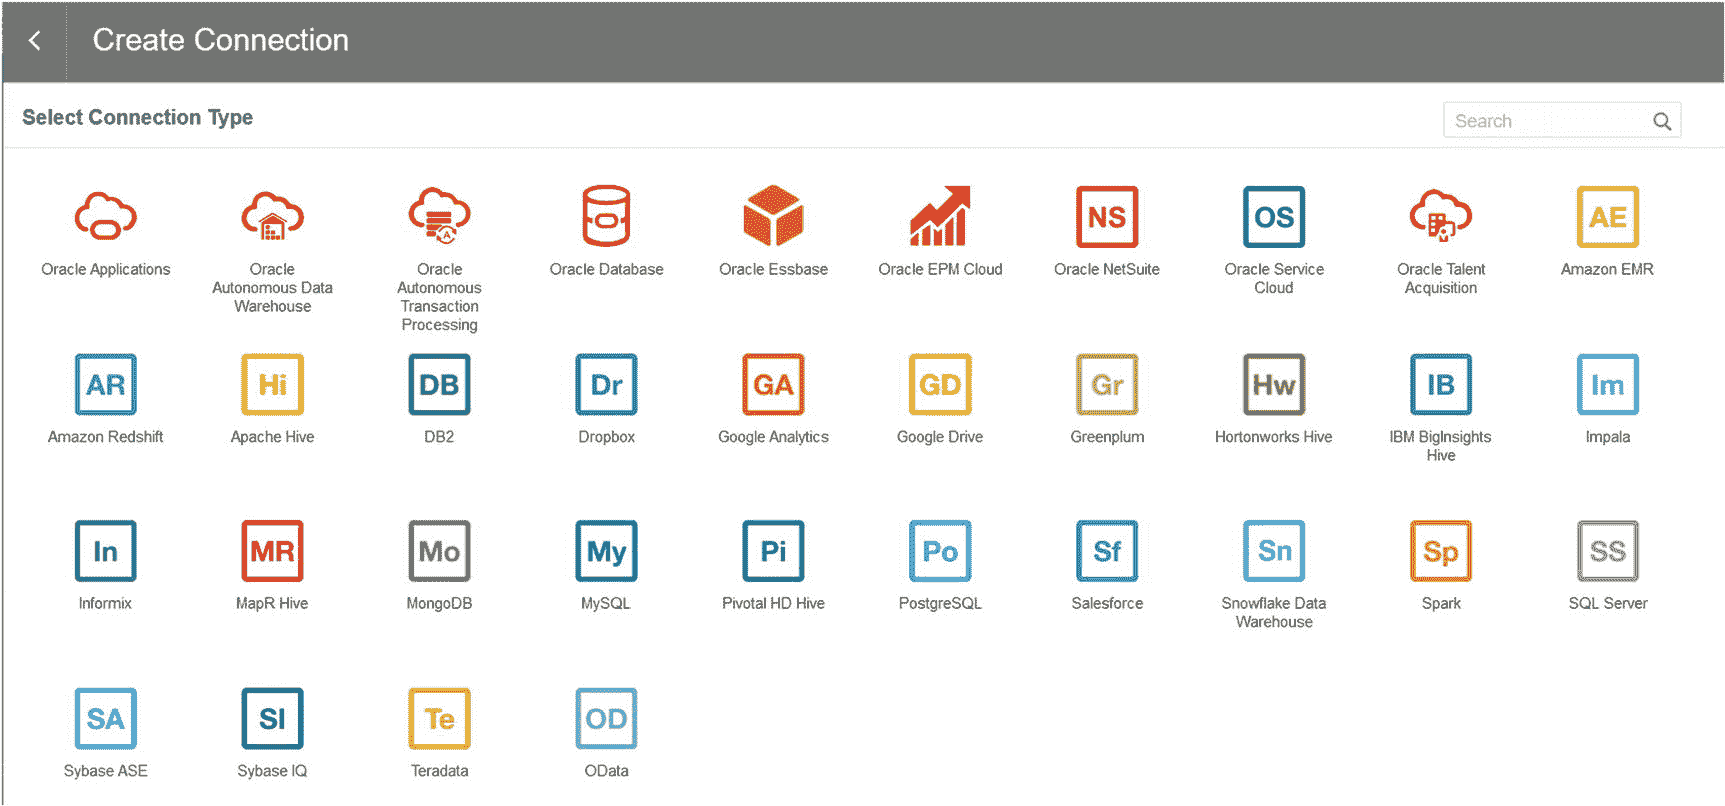 Create Connection
Select Connection Type
Search
Oracle Applications
Oracle
Autonomous Data
Warehouse
Oracle
Autonomous
Transaction
Processing
A
Oracle Database
Oracle Essbase
Oracle EPM Cloud
NS
Oracle NetSuite
OS
Oracle Service
Cloud
Oracle Talent
Acquisition
AE
Amazon EMR
AR
Amazon Redshift
Hi
Apache Hive
DB
DB2
Dr
Dropbox
GA
Google Analytics
GD
Google Drive
Gr
Greenplum
Hw
Hortonworks Hive
IB
IBM BigInsights
Hive
Im
Impala
In
Informix
MR
MapR Hive
Mo
MongoDB
My
MySQL
Pi
Pivotal HD Hive
Po
PostgreSQL
Sf
Salesforce
Sn
Snowflake Data
Warehouse
Sp
Spark
SS
SQL Server
SA
Sybase ASE
SI
Sybase IQ
Te
Teradata
OD
OData